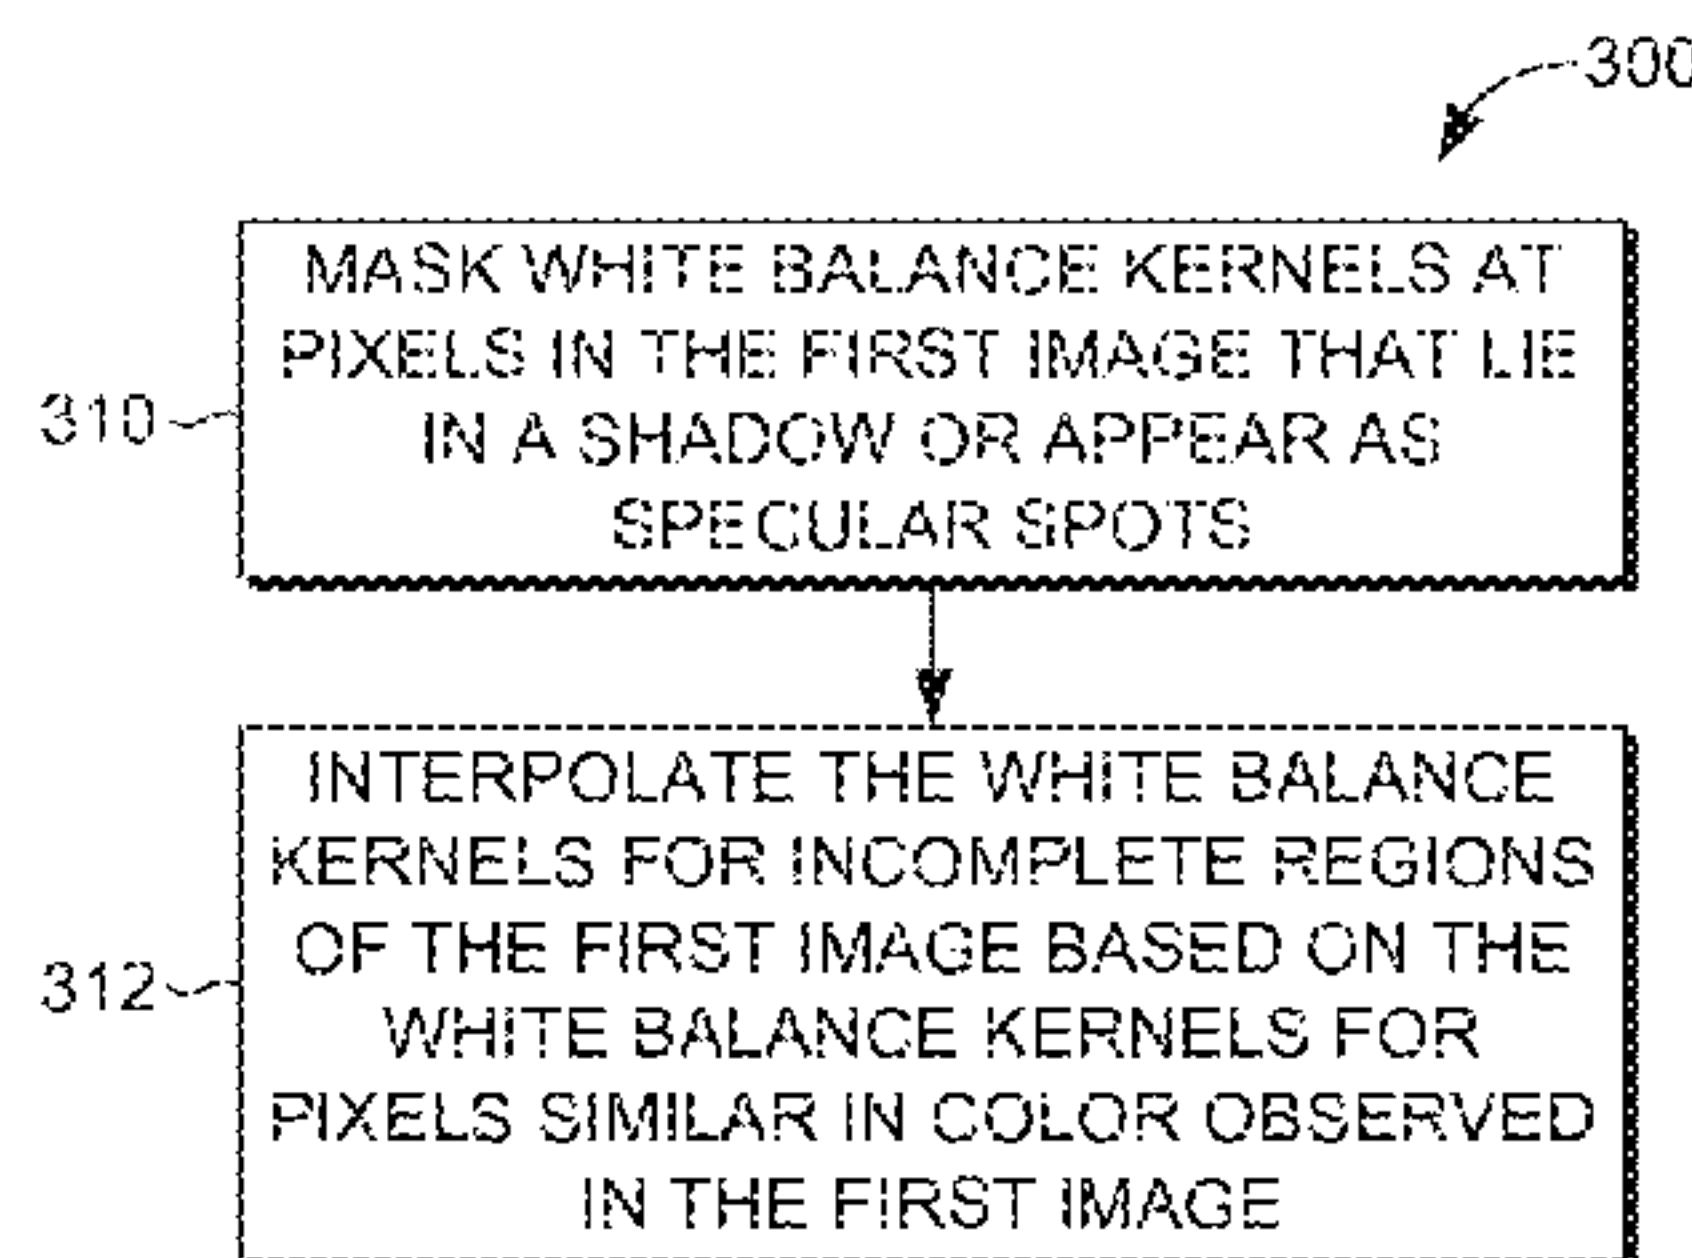 300
MASK WHITE BALANCE KERNELS AT
PIXELS IN THE FIRST IMAGE THAT LIE
310
IN A SHADOW OR APPEAR AS
SPECULAR SPOTS
INTERPOLATE THE WHITE BALANCE
KERNELS FOR INCOMPLETE REGIONS
OF THE FIRST IMAGE BASED ON THE
312
WHITE BALANCE KERNELS FOR
PIXELS SIMILAR IN COLOR OBSERVED
IN THE FIRST IMAGE